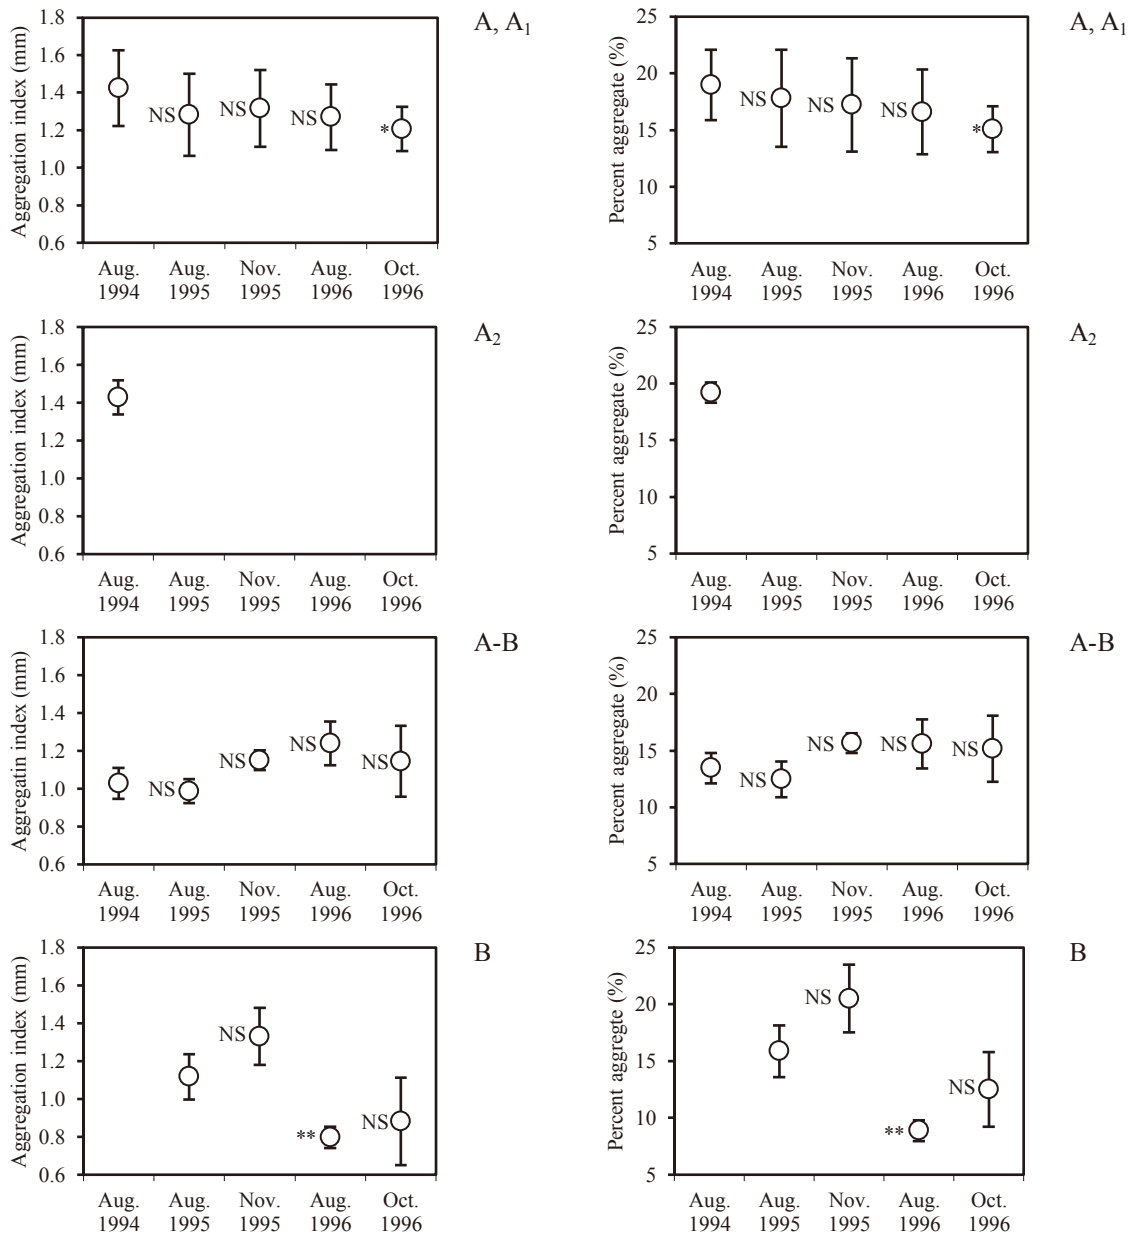 Aggregation index (mm)
1.8
1.6
1.4
1.2
1.0
0.8
0.6
NS
NS
NS
*
Aug. Aug. Nov. Aug. Oct.
1994 1995 1995 1996 1996
A, A1
Percent aggregate (%)
25
20
15
10
5
NS
NS
NS
*
Aug. Aug. Nov. Aug. Oct.
1994 1995 1995 1996 1996
A, A1
Aggregation index (mm)
1.8
1.6
1.4
1.2
1.0
0.8
0.6
Aug. Aug. Nov. Aug. Oct.
1994 1995 1995 1996 1996
A2
Percent aggregate (%)
25
20
15
10
5
Aug. Aug. Nov. Aug. Oct.
1994 1995 1995 1996 1996
A2
Aggregatin index (mm)
1.8
1.6
1.4
1.2
1.0
0.8
0.6
NS
NS
NS
NS
Aug. Aug. Nov. Aug. Oct.
1994 1995 1995 1996 1996
A-B
Percent aggregate (%)
25
20
15
10
5
NS
NS
NS
NS
Aug. Aug. Nov. Aug. Oct.
1994 1995 1995 1996 1996
A-B
Aggregation index (mm)
1.8
1.6
1.4
1.2
1.0
0.8
0.6
NS
**
NS
Aug. Aug. Nov. Aug. Oct.
1994 1995 1995 1996 1996
B
Percent aggregte (%)
25
20
15
10
5
NS
**
NS
Aug. Aug. Nov. Aug. Oct.
1994 1995 1995 1996 1996
B